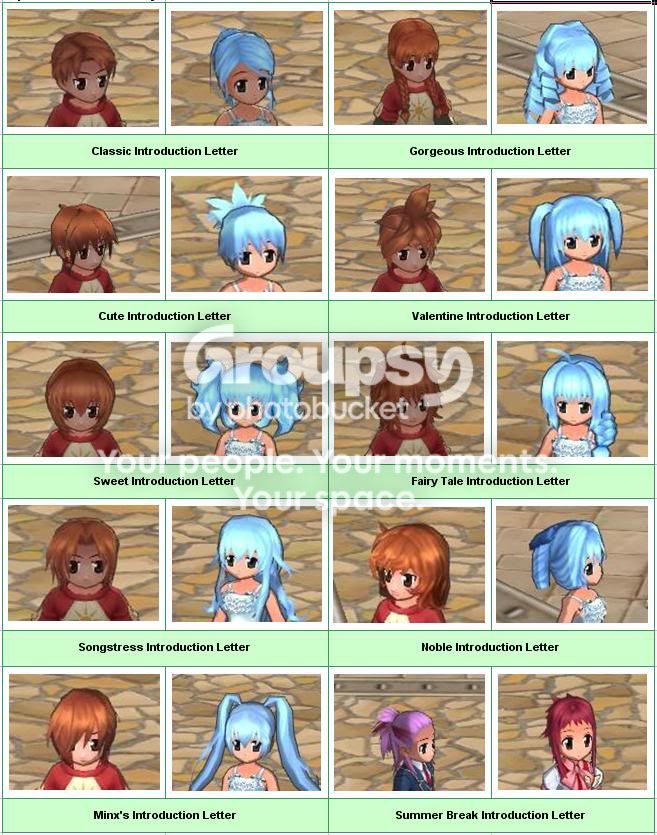 Classic Introduction Letter
Gorgeous Introduction Letter
Cute Introduction Letter
Valentine Introduction Letter
Groupsy
by photobucket
Your people. Your moments.
Sweet Introduction Letter
Fairy Tale Introduction Letter
Your space.
Songstress Introduction Letter
Noble Introduction Letter
Minx's Introduction Letter
Summer Break Introduction Letter